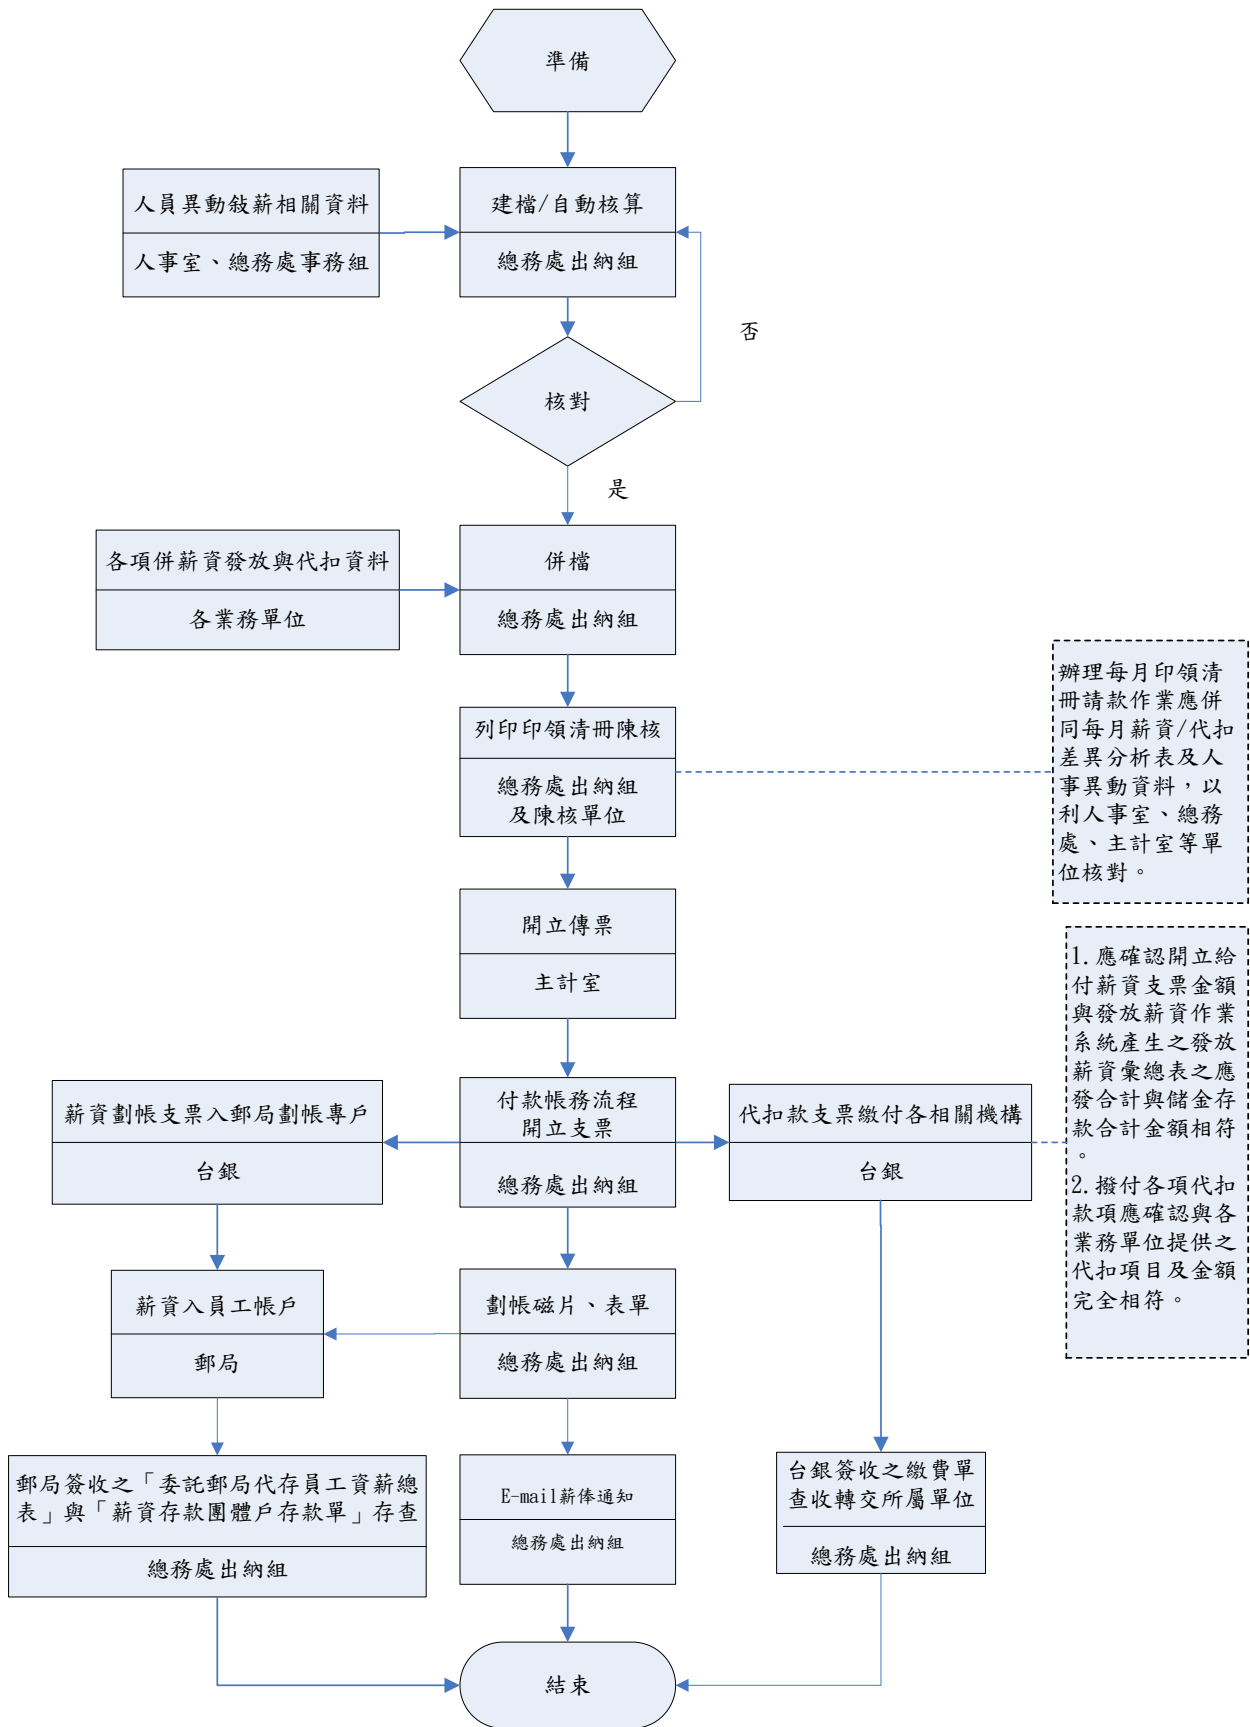 準備
人員異動敍薪相關資料
人事室、總務處事務組
建檔/自動核算
總務處出納組
否
核對
是
各項併薪資發放與代扣資料
各業務單位
併檔
總務處出納組
列印印領清冊陳核
總務處出納組
及陳核單位
辦理每月印領清
冊請款作業應併
同每月薪資/代扣
差異分析表及人
事異動資料，以
利人事室、總務
處、主計室等單
位核對。
開立傳票
主計室
薪資劃帳支票入郵局劃帳專戶
台銀
付款帳務流程
開立支票
總務處出納組
代扣款支票繳付各相關機構
台銀
1.應確認開立給
付薪資支票金額
與發放薪資作業
系統產生之發放
薪資彙總表之應
發合計與儲金存
款合計金額相符
。
2.撥付各項代扣
款項應確認與各
業務單位提供之
代扣項目及金額
完全相符。
薪資入員工帳戶
郵局
劃帳磁片、表單
總務處出納組
郵局簽收之「委託郵局代存員工資薪總
表」與「薪資存款團體戶存款單」存查
總務處出納組
E-mail薪俸通知
總務處出納組
台銀簽收之繳費單
查收轉交所屬單位
總務處出納組
結束